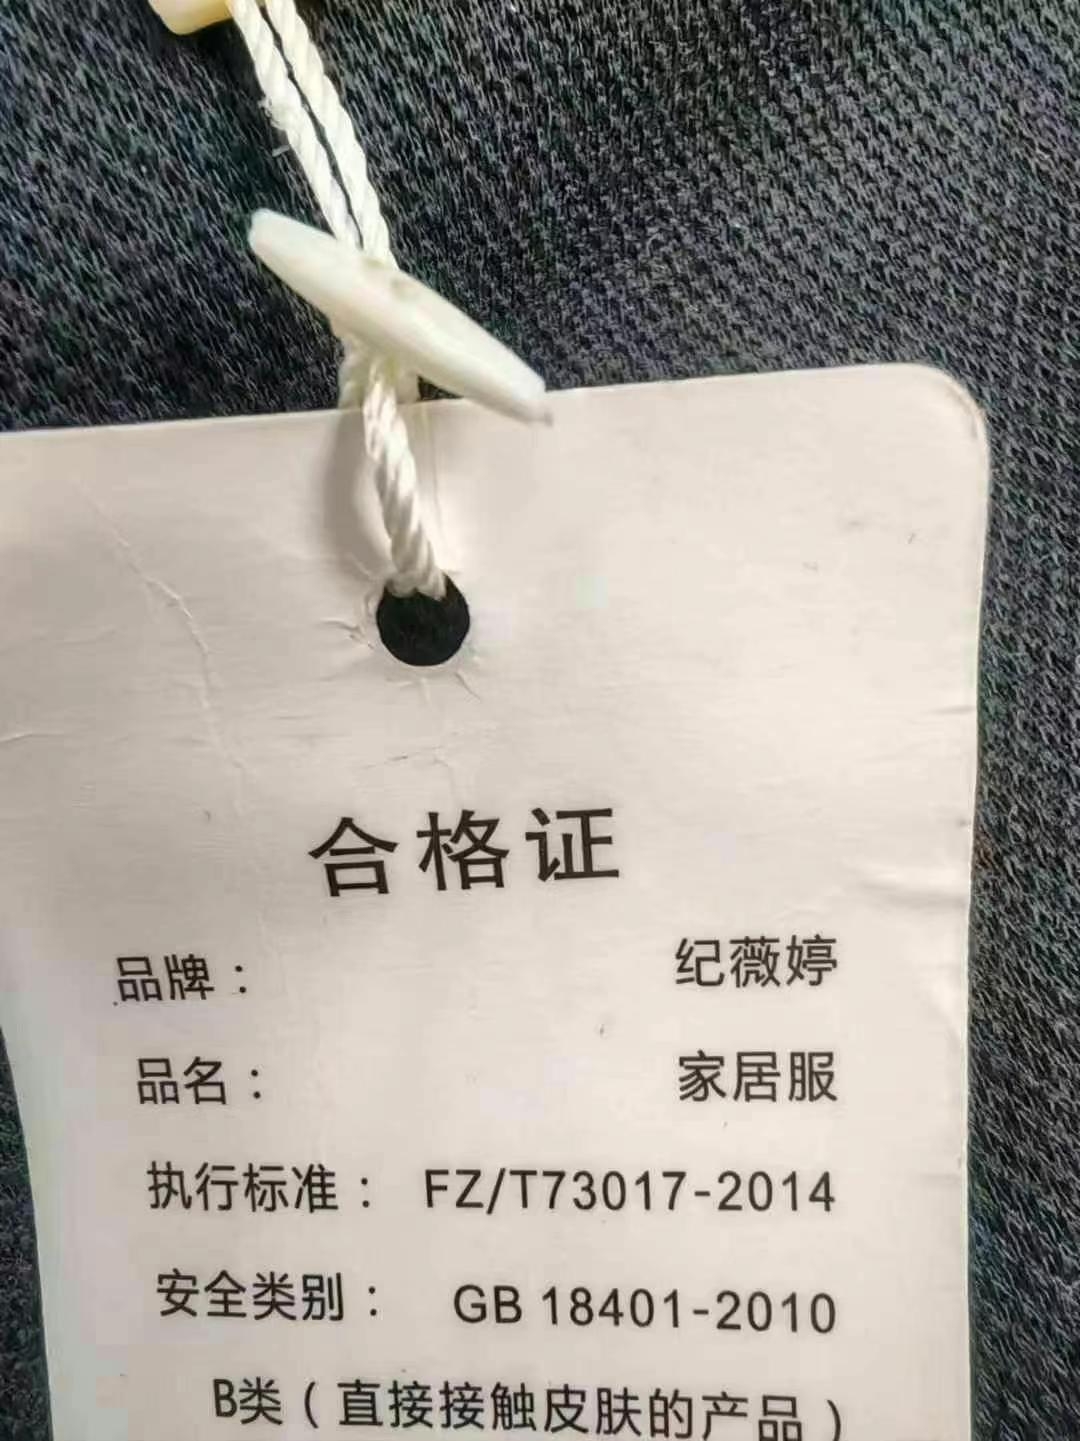 合格证
品牌： 纪薇婷
品名： 家居服
执行标准： FZ/T73017-2014
安全类别： GB 18401-2010
B类（直接接触皮肤的产品）